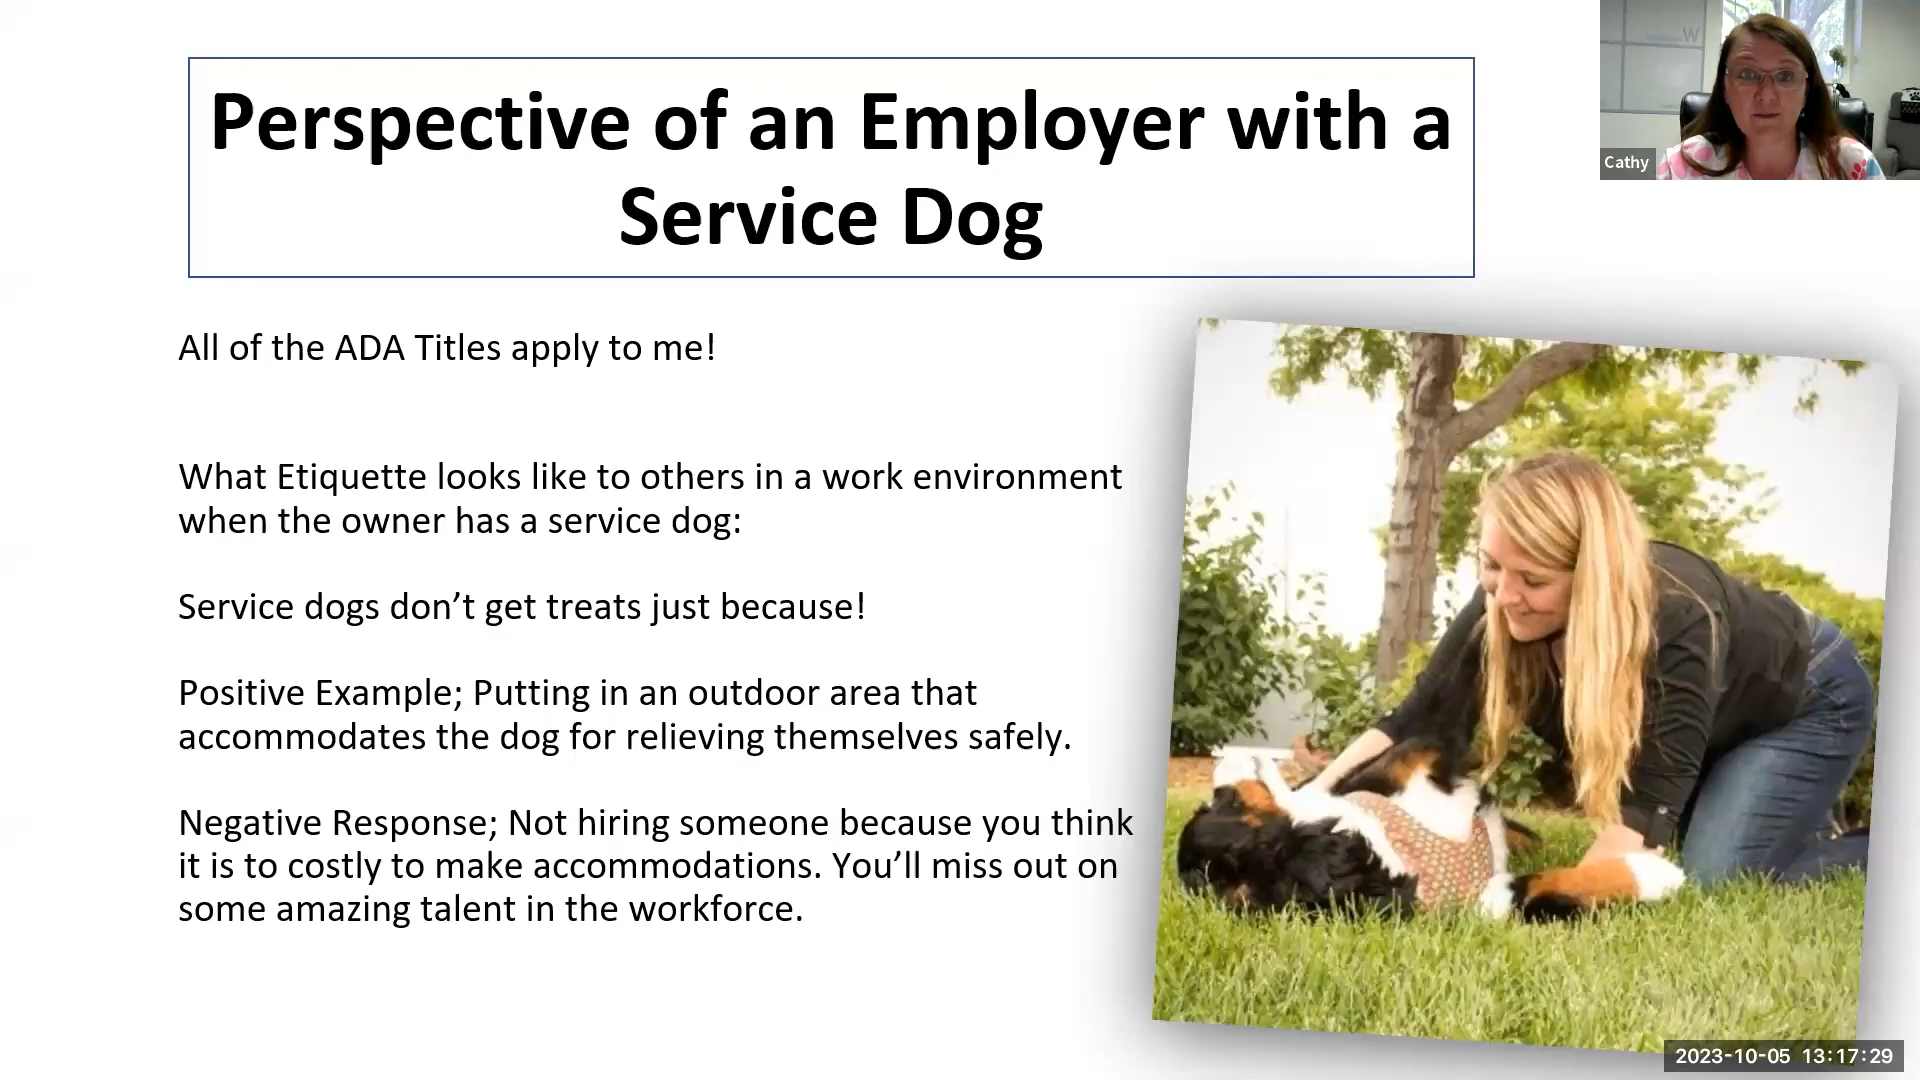 Perspective of an Employer with a
Service Dog
W
Cathy
All of the ADA Titles apply to me!
What Etiquette looks like to others in a work environment
when the owner has a service dog:
Service dogs don’t get treats just because!
Positive Example; Putting in an outdoor area that
accommodates the dog for relieving themselves safely.
Negative Response; Not hiring someone because you think
it is to costly to make accommodations. You’ll miss out on
some amazing talent in the workforce.
2023-10-05 13:17:29